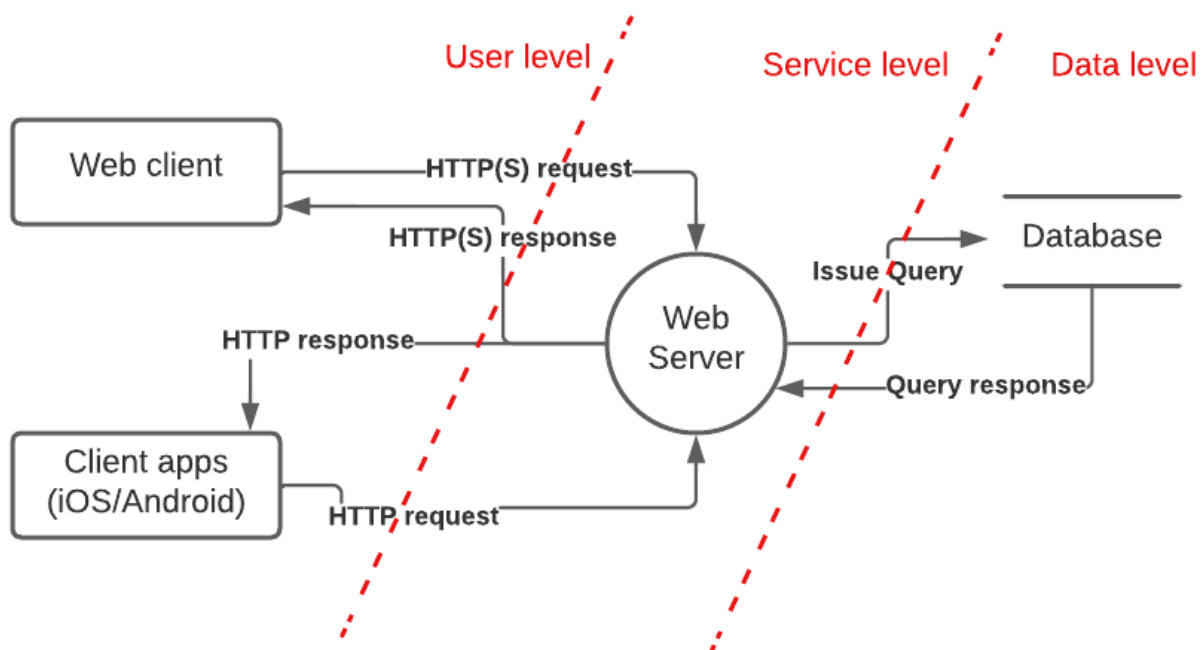 User level
Service level
Data level
Web client
HTTP(S) request
HTTP(S) response
Database
Issue Query
Web
Server
HTTP response
Query response
Client apps
(iOS/Android)
HTTP request